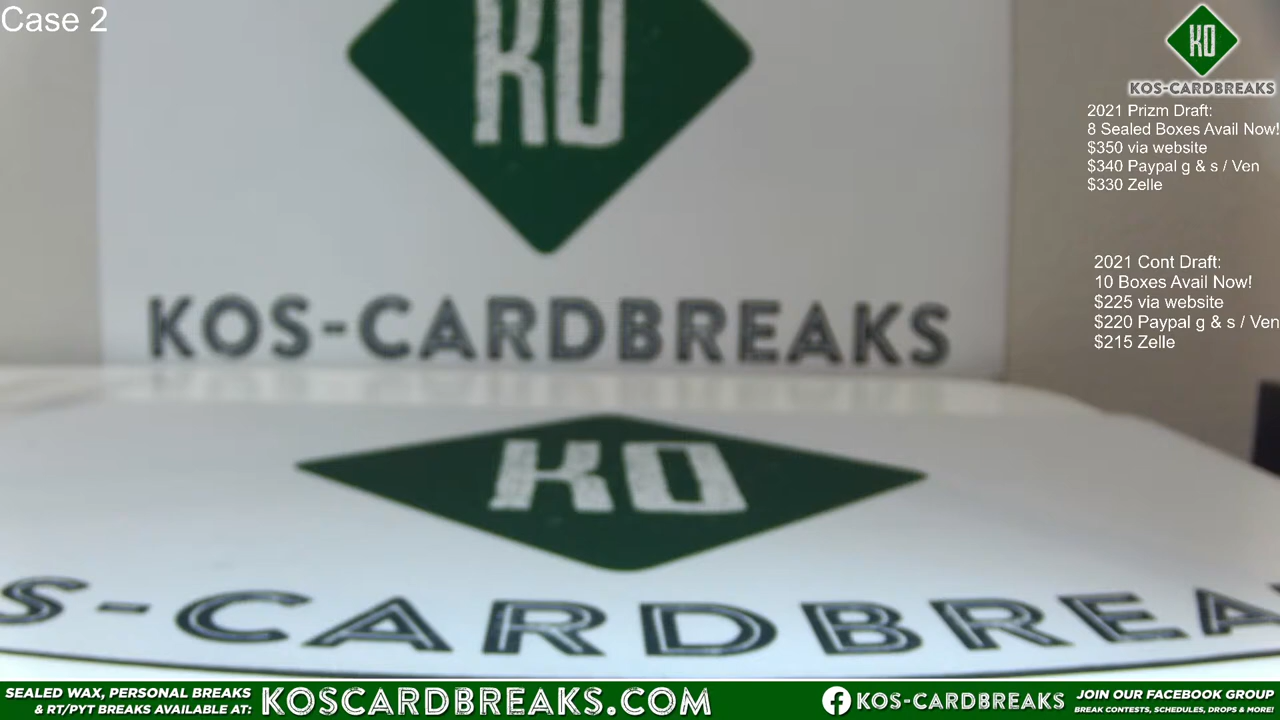 Case 2
KO
KOS-CARDBREAKS
KO
S-CARDBREA
KO
KOS-CARDBREAKS
2021 Prizm Draft:
8 Sealed Boxes Avail Now!
$350 via website
$340 Paypal g & s / Ven
$330 Zelle
2021 Cont Draft:
10 Boxes Avail Now!
$225 via website
$220 Paypal g & s / Ven
$215 Zelle
SEALED WAX, PERSONAL BREAKS
& RT/PYT BREAKS AVAILABLE AT:
KOSCARDBREAKS.COM
KOS-CARDBREAKS
JOIN OUR FACEBOOK GROUP
BREAK CONTESTS, SCHEDULES, DROPS & MORE!